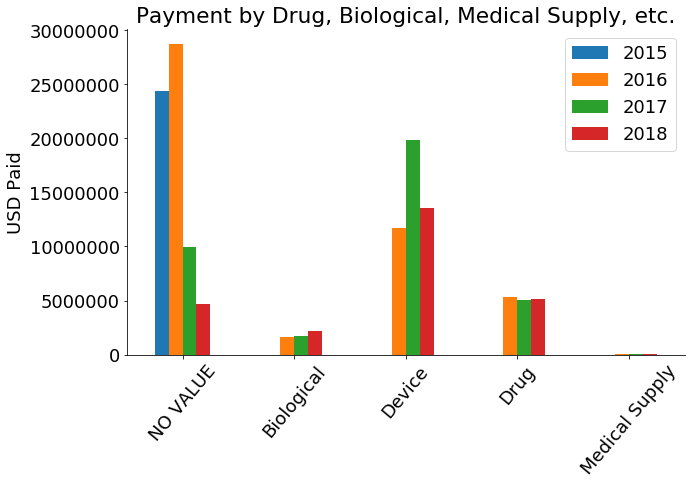 Payment by Drug, Biological, Medical Supply, etc.
30000000
25000000
20000000
15000000
10000000
5000000
0
USD Paid
2015
2016
2017
2018
NO VALUE
Biological
Device
Drug
Medical Supply